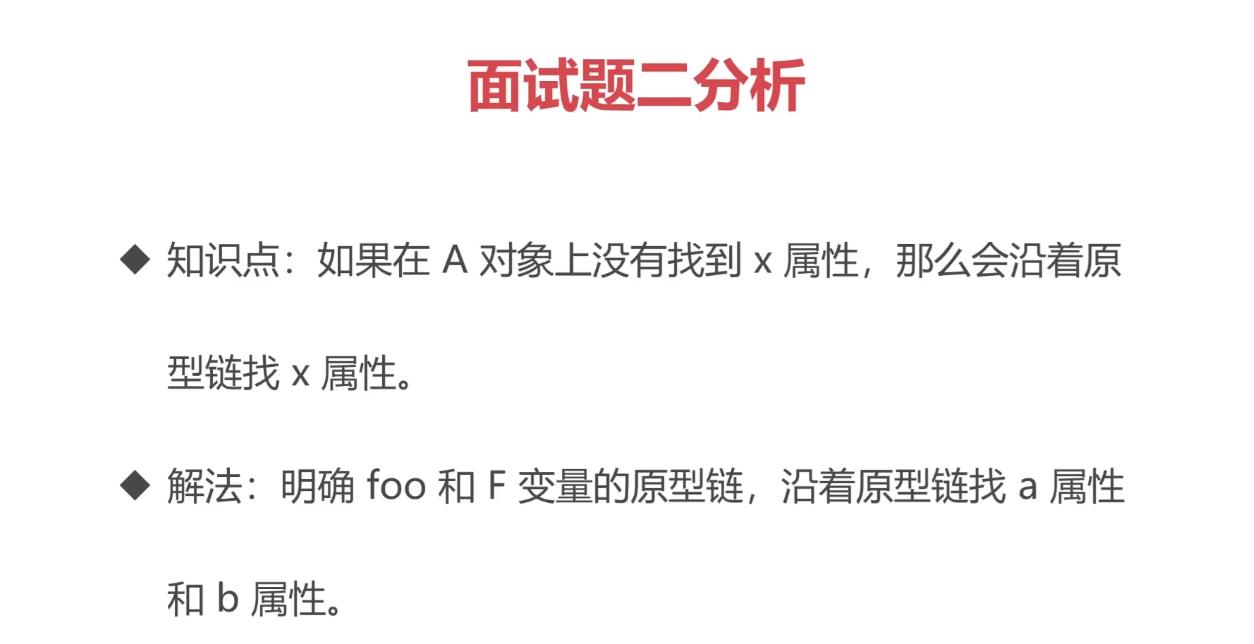 面试题二分析
◆ 知识点：如果在 A 对象上没有找到 x 属性，那么会沿着原
型链找 x 属性。
◆ 解法：明确 foo 和 F 变量的原型链，沿着原型链找 a 属性
和 b 属性。